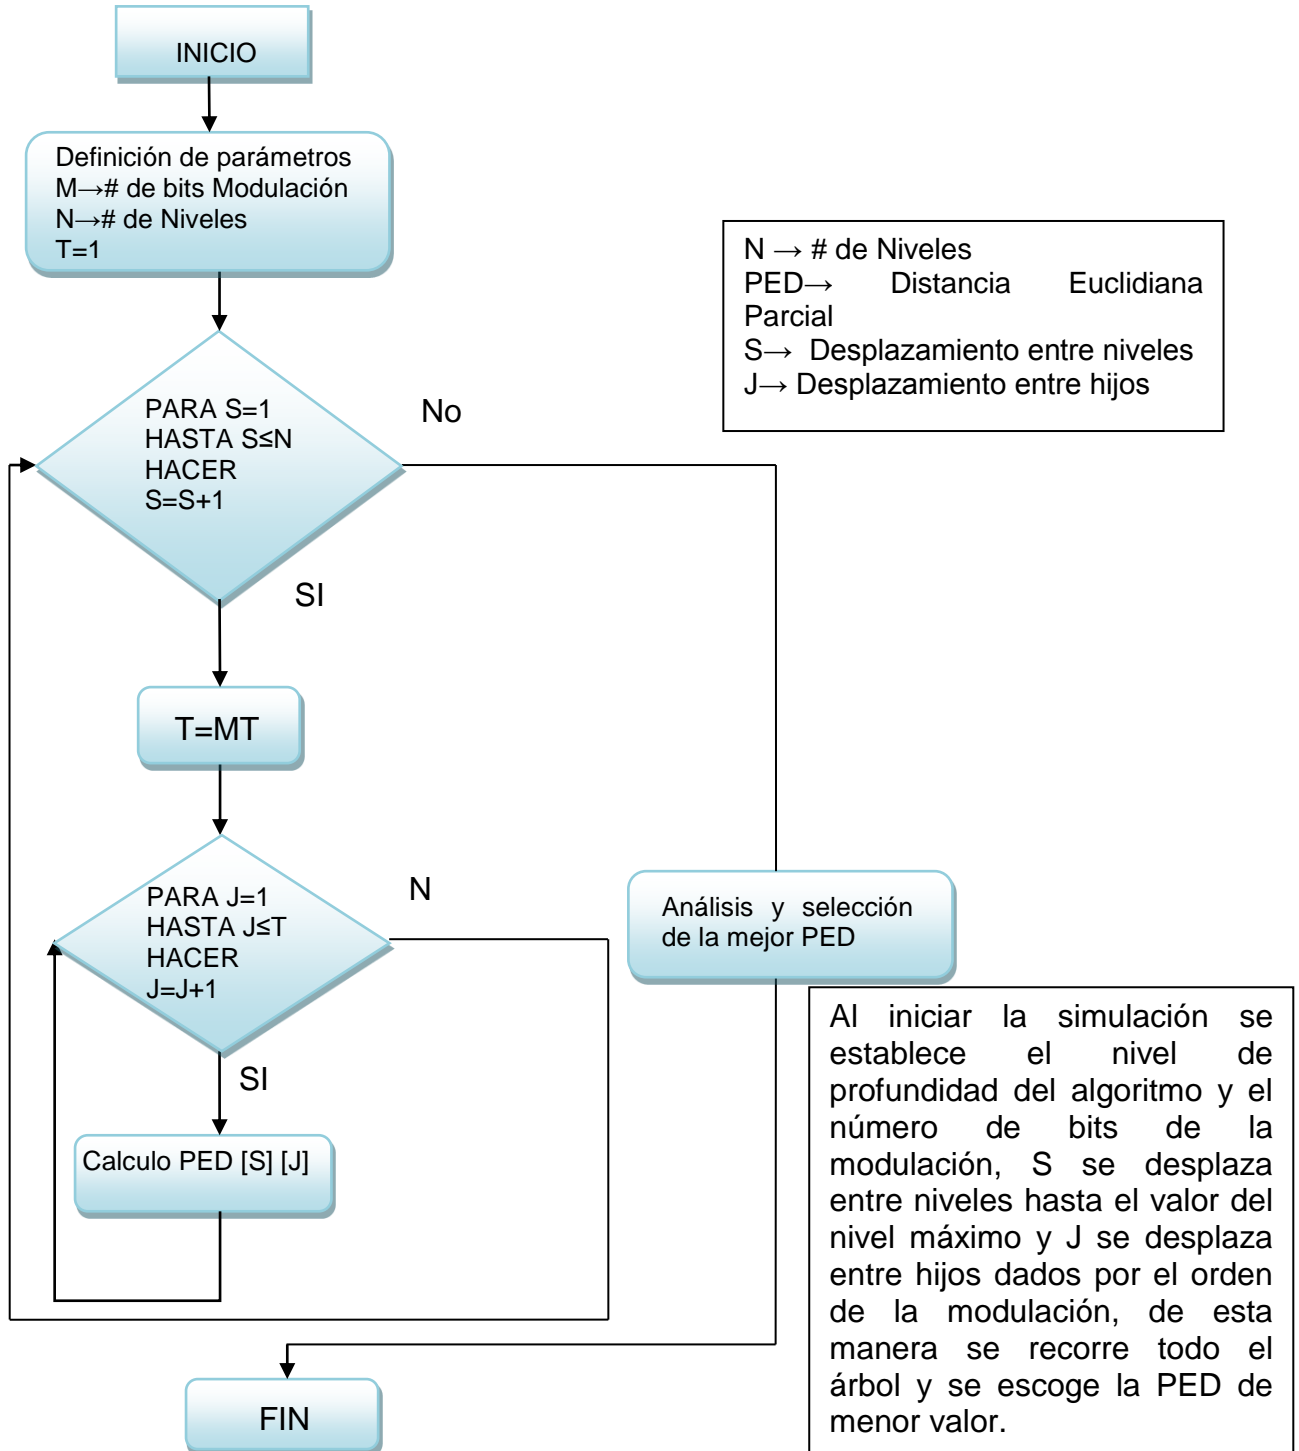 INICIO
Definición de parámetros
M→# de bits Modulación
N→# de Niveles
T=1
N → # de Niveles
PED→ Distancia Euclidiana
Parcial
S→ Desplazamiento entre niveles
J→ Desplazamiento entre hijos
PARA S=1
HASTA S≤N
HACER
S=S+1
No
SI
T=MT
PARA J=1
HASTA J≤T
HACER
J=J+1
N
SI
Calculo PED [S] [J]
Análisis y selección
de la mejor PED
Al iniciar la simulación se
establece el nivel de
profundidad del algoritmo y el
número de bits de la
modulación, S se desplaza
entre niveles hasta el valor del
nivel máximo y J se desplaza
entre hijos dados por el orden
de la modulación, de esta
manera se recorre todo el
árbol y se escoge la PED de
menor valor.
FIN